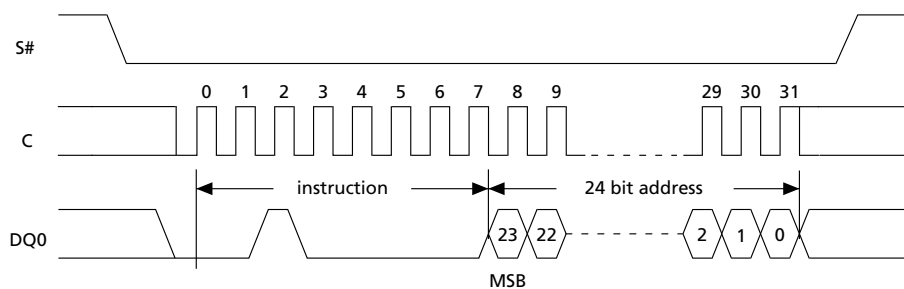 S#
0 1 2 3 4 5 6 7 8 9 29 30 31
C
instruction 24 bit address
DQ0 23 22 2 1 0
MSB